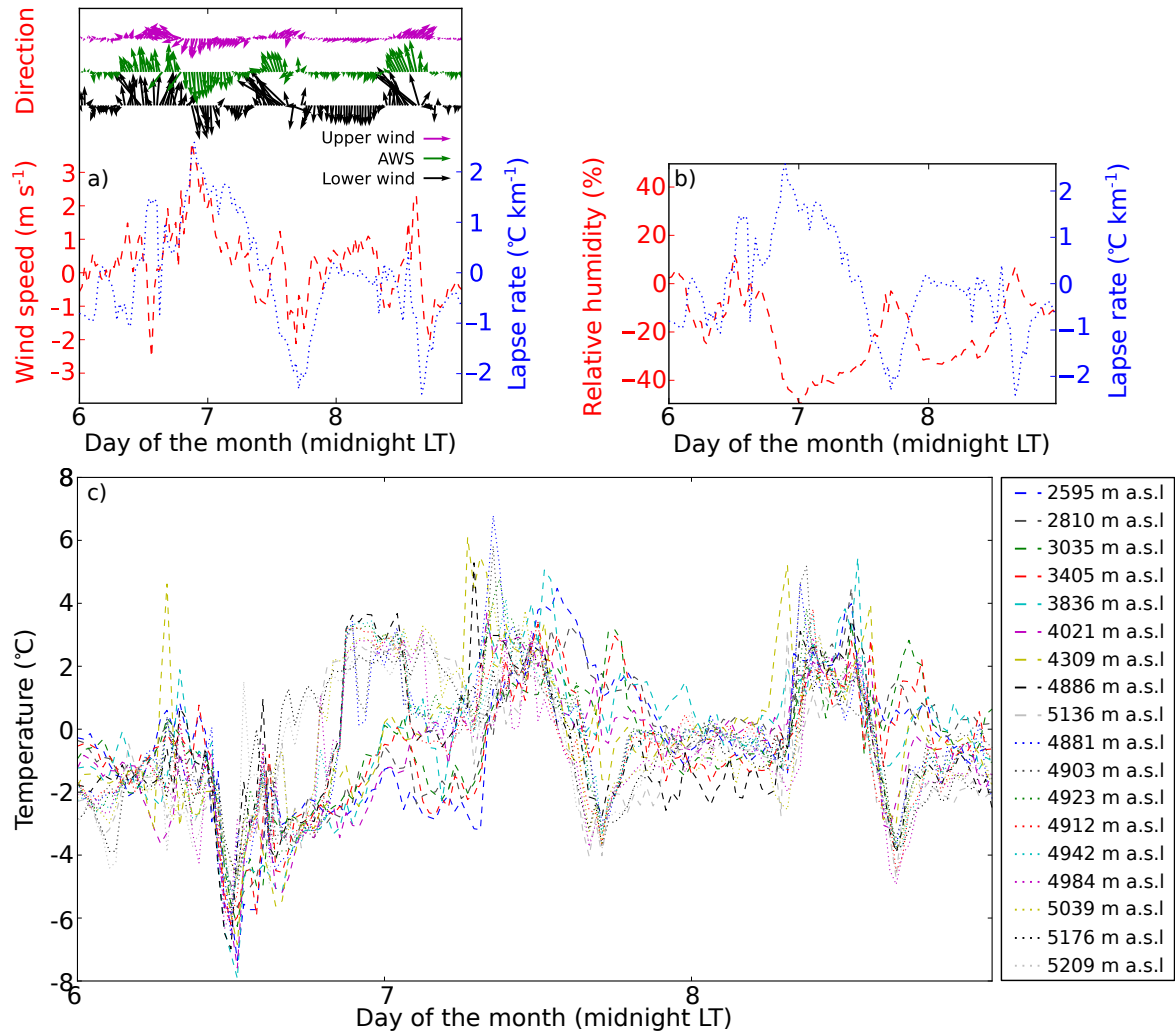 Direction
Upper wind
AWS
Lower wind
a)
Wind speed (m s⁻¹)
3
2
1
0
-1
-2
-3
Lapse rate (℃ km⁻¹)
2
1
0
−1
−2
6
7
8
Day of the month (midnight LT)
b)
Relative humidity (%)
40
20
0
−20
−40
Lapse rate (℃ km⁻¹)
2
1
0
−1
−2
6
7
8
Day of the month (midnight LT)
c)
Temperature (℃)
8
6
4
2
0
-2
-4
-6
-8
6
7
8
Day of the month (midnight LT)
2595 m a.s.l
2810 m a.s.l
3035 m a.s.l
3405 m a.s.l
3836 m a.s.l
4021 m a.s.l
4309 m a.s.l
4886 m a.s.l
5136 m a.s.l
4881 m a.s.l
4903 m a.s.l
4923 m a.s.l
4912 m a.s.l
4942 m a.s.l
4984 m a.s.l
5039 m a.s.l
5176 m a.s.l
5209 m a.s.l